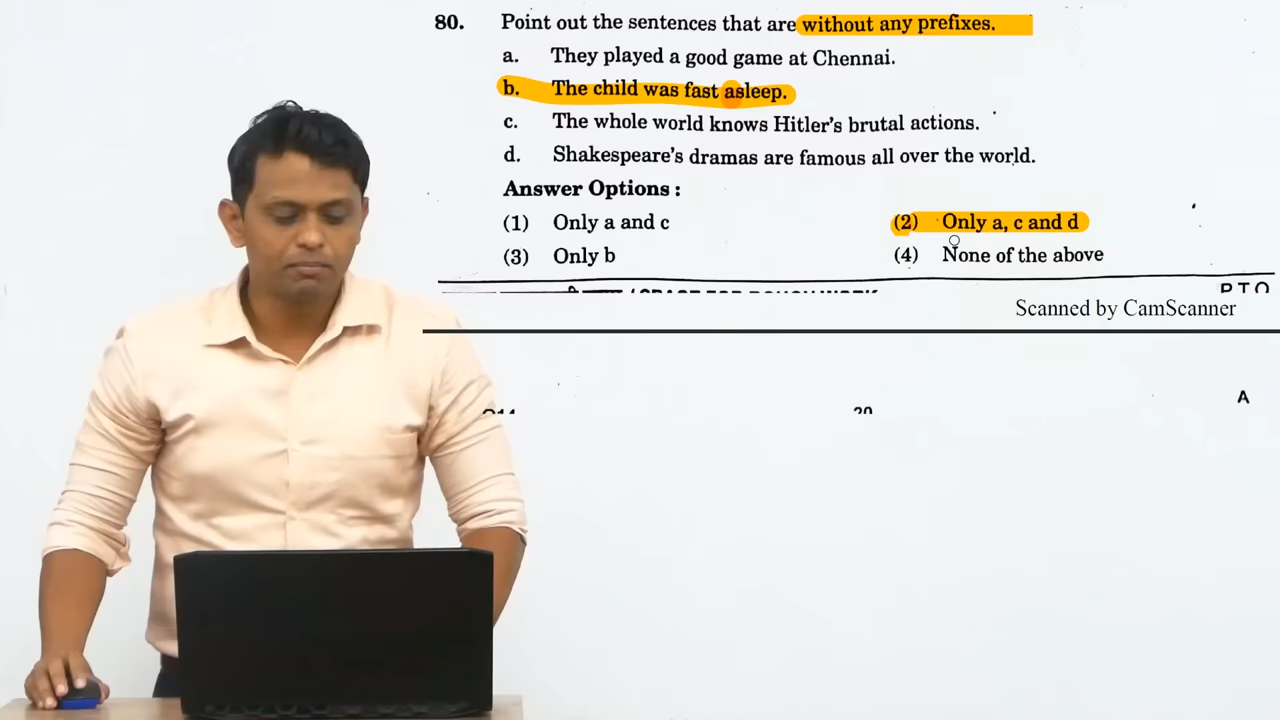 80. Point out the sentences that are without any prefixes.
a. They played a good game at Chennai.
b. The child was fast asleep.
c. The whole world knows Hitler's brutal actions.
d. Shakespeare's dramas are famous all over the world.
Answer Options :
(1) Only a and c
(2) Only a, c and d
(3) Only b
(4) None of the above
P.T.O
Scanned by CamScanner
A
20